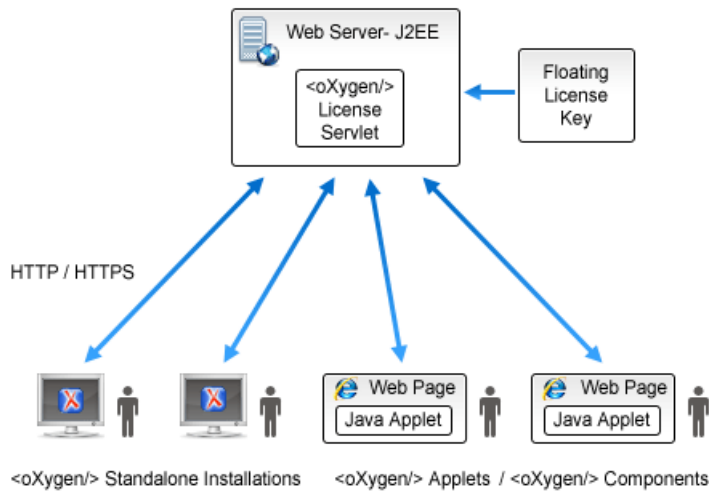 Web Server- J2EE
<oXygen/>
License
Servlet
Floating
License
Key
HTTP / HTTPS
Web Page
Java Applet
Web Page
Java Applet
<oXygen/> Standalone Installations
<oXygen/> Applets / <oXygen/> Components